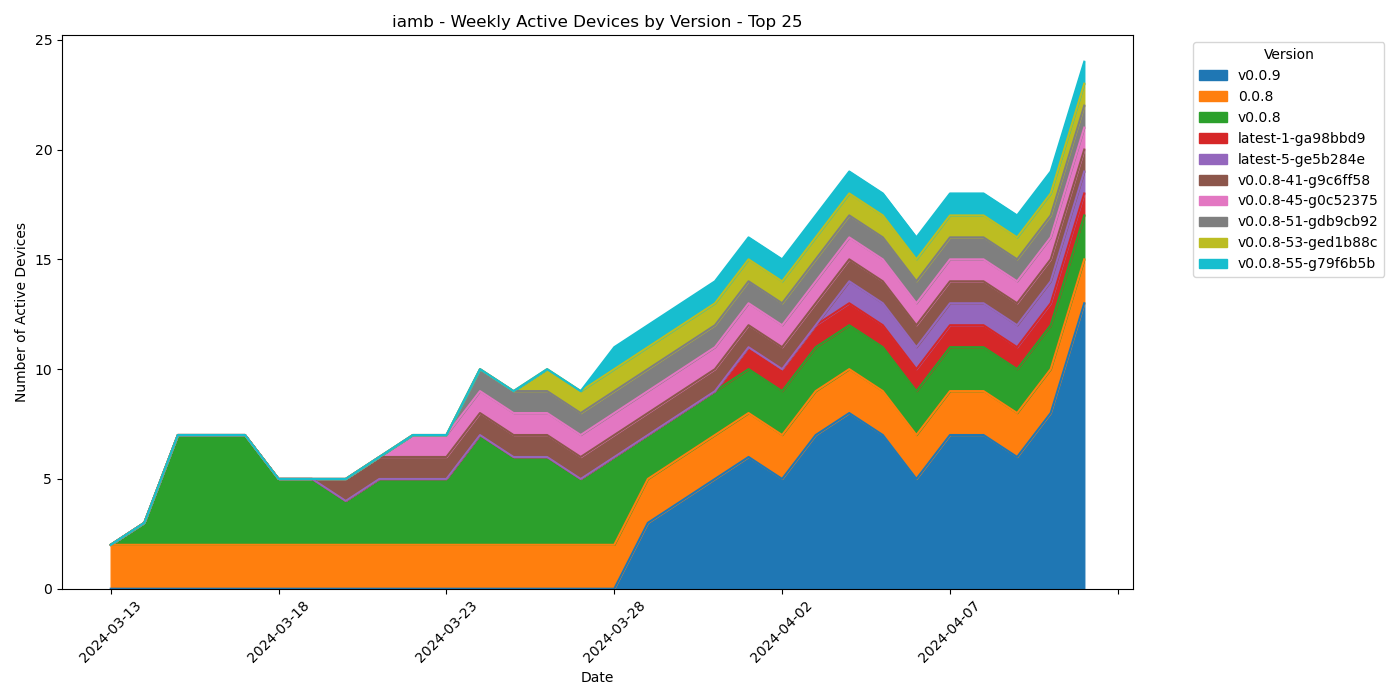 iamb - Weekly Active Devices by Version - Top 25
25
20
15
10
5
0
Number of Active Devices
2024-03-13
2024-03-18
2024-03-23
2024-03-28
2024-04-02
2024-04-07
Date
Version
v0.0.9
0.0.8
v0.0.8
latest-1-ga98bbd9
latest-5-ge5b284e
v0.0.8-41-g9c6ff58
v0.0.8-45-g0c52375
v0.0.8-51-gdb9cb92
v0.0.8-53-ged1b88c
v0.0.8-55-g79f6b5b